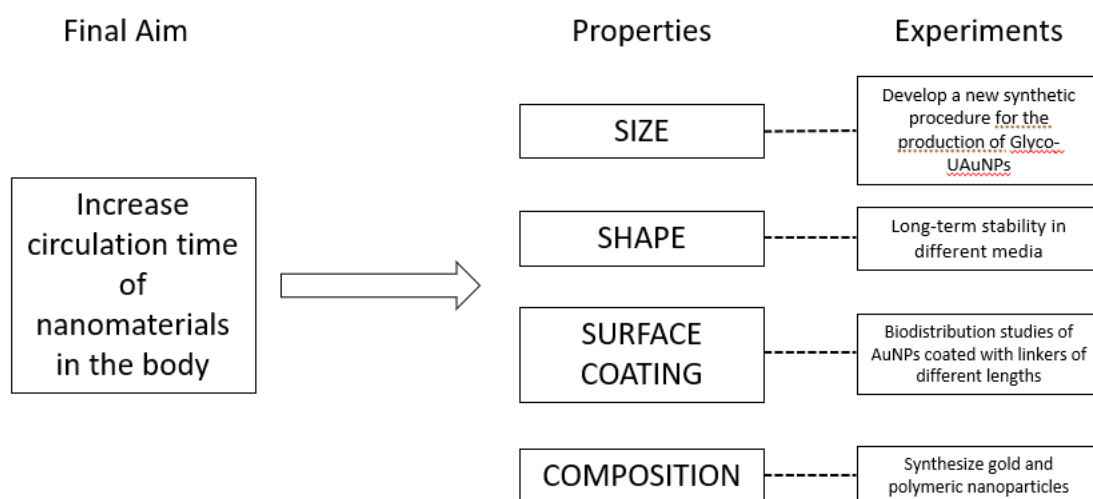 Final Aim
Properties
Experiments
Increase
circulation time
of
nanomaterials
in the body
SIZE
Develop a new synthetic
procedure for the
production of Glyco-
UAuNPs
SHAPE
Long-term stability in
different media
SURFACE
COATING
Biodistribution studies of
AuNPs coated with linkers of
different lengths
COMPOSITION
Synthesize gold and
polymeric nanoparticles